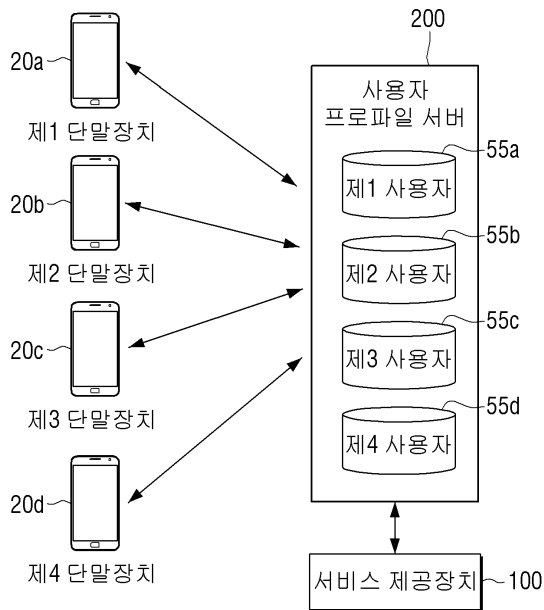 200
사용자
프로파일 서버
20a
제1 단말장치
55a
제1 사용자
20b
제2 단말장치
55b
제2 사용자
20c
제3 단말장치
55c
제3 사용자
20d
제4 단말장치
55d
제4 사용자
서비스 제공장치
100